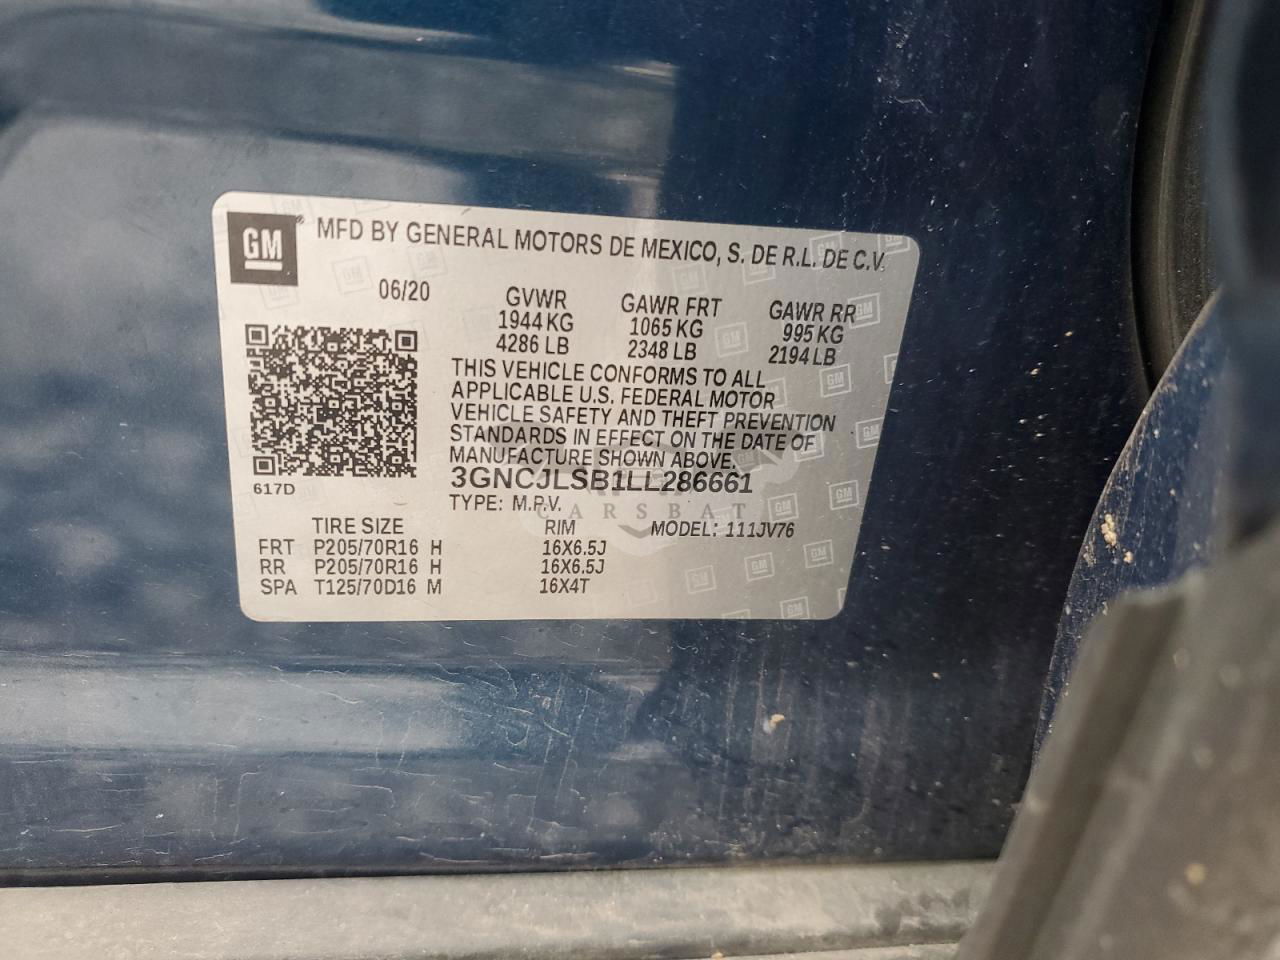 GM® MFD BY GENERAL MOTORS DE MEXICO, S. DE R.L. DE C.V.
06/20
GVWR GAWR FRT GAWR RR
1944 KG 1065 KG 995 KG
4286 LB 2348 LB 2194 LB
THIS VEHICLE CONFORMS TO ALL
APPLICABLE U.S. FEDERAL MOTOR
VEHICLE SAFETY AND THEFT PREVENTION
STANDARDS IN EFFECT ON THE DATE OF
MANUFACTURE SHOWN ABOVE.
617D
3GNCJLSB1LL286661
TYPE: M.P.V.
CARSBAT
TIRE SIZE RIM MODEL: 111JV76
FRT P205/70R16 H 16X6.5J
RR P205/70R16 H 16X6.5J
SPA T125/70D16 M 16X4T